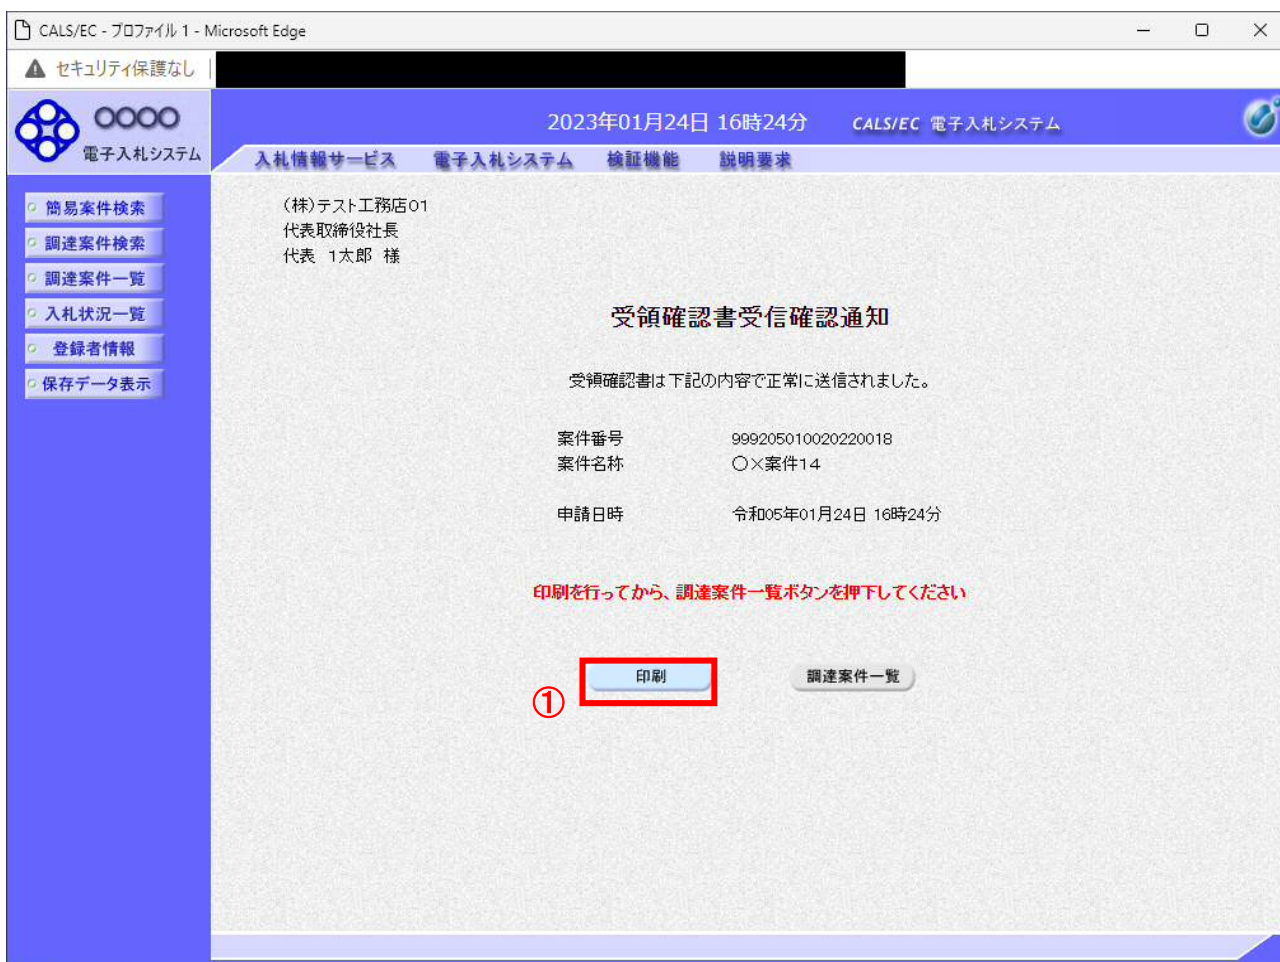 CALS/EC - プロファイル 1 - Microsoft Edge
セキュリティ保護なし
〇〇〇〇
電子入札システム
2023年01月24日 16時24分 CALS/EC 電子入札システム
入札情報サービス 電子入札システム 検証機能 説明要求
簡易案件検索
調達案件検索
調達案件一覧
入札状況一覧
登録者情報
保存データ表示
(株)テスト工務店01
代表取締役社長
代表 1太郎 様
受領確認書受信確認通知
受領確認書は下記の内容で正常に送信されました。
案件番号 999205010020220018
案件名称 〇×案件14
申請日時 令和05年01月24日 16時24分
印刷を行ってから、調達案件一覧ボタンを押下してください
① 印刷 調達案件一覧